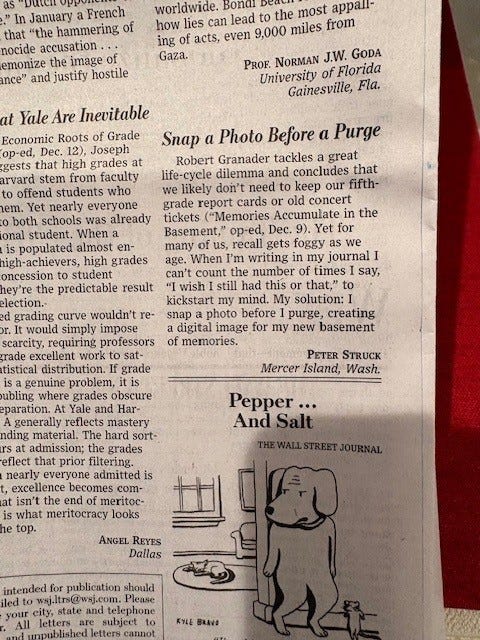 as "Dutch
." In January a French
that "the hammering of
nocide accusation . . .
emonize the image of
ance" and justify hostile
at Yale Are Inevitable
Economic Roots of Grade
op-ed, Dec. 12), Joseph
ggests that high grades at
arvard stem from faculty
to offend students who
hem. Yet nearly everyone
to both schools was already
ional student. When a
n is populated almost en-
high-achievers, high grades
oncession to student
hey're the predictable result
election.
ed grading curve wouldn't re-
or. It would simply impose
scarcity, requiring professors
grade excellent work to sat-
atistical distribution. If grade
is a genuine problem, it is
oubling where grades obscure
eparation. At Yale and Har-
A generally reflects mastery
nding material. The hard sort-
rs at admission; the grades
reflect that prior filtering.
n nearly everyone admitted is
t, excellence becomes com-
hat isn't the end of meritoc-
is what meritocracy looks
he top.
ANGEL REYES
Dallas
intended for publication should
iled to wsj.ltrs@wsj.com. Please
your city, state and telephone
r. All letters are subject to
and unpublished letters cannot
worldwide. Bondi Beach
how lies can lead to the most appall-
ing of acts, even 9,000 miles from
Gaza.
PROF. NORMAN J.W. GODA
University of Florida
Gainesville, Fla.
Snap a Photo Before a Purge
Robert Granader tackles a great
life-cycle dilemma and concludes that
we likely don't need to keep our fifth-
grade report cards or old concert
tickets ("Memories Accumulate in the
Basement," op-ed, Dec. 9). Yet for
many of us, recall gets foggy as we
age. When I'm writing in my journal I
can't count the number of times I say,
"I wish I still had this or that," to
kickstart my mind. My solution: I
snap a photo before I purge, creating
a digital image for my new basement
of memories.
PETER STRUCK
Mercer Island, Wash.
Pepper ...
And Salt
THE WALL STREET JOURNAL
KYLE BRAVO